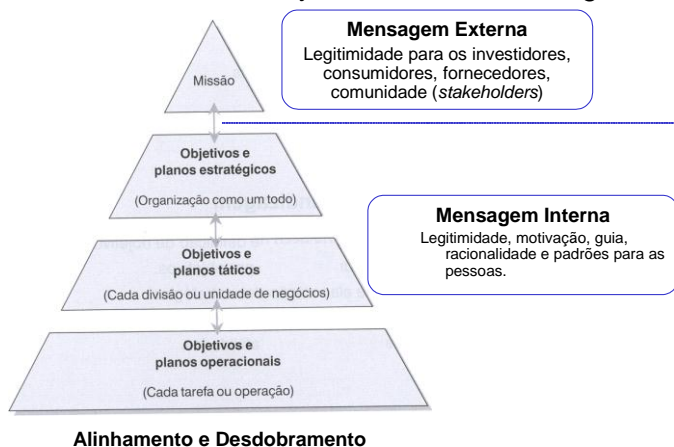 Missão
Mensagem Externa
Legitimidade para os investidores,
consumidores, fornecedores,
comunidade (stakeholders)
Objetivos e
planos estratégicos
(Organização como um todo)
Mensagem Interna
Legitimidade, motivação, guia,
racionalidade e padrões para as
pessoas.
Objetivos e
planos táticos
(Cada divisão ou unidade de negócios)
Objetivos e
planos operacionais
(Cada tarefa ou operação)
Alinhamento e Desdobramento